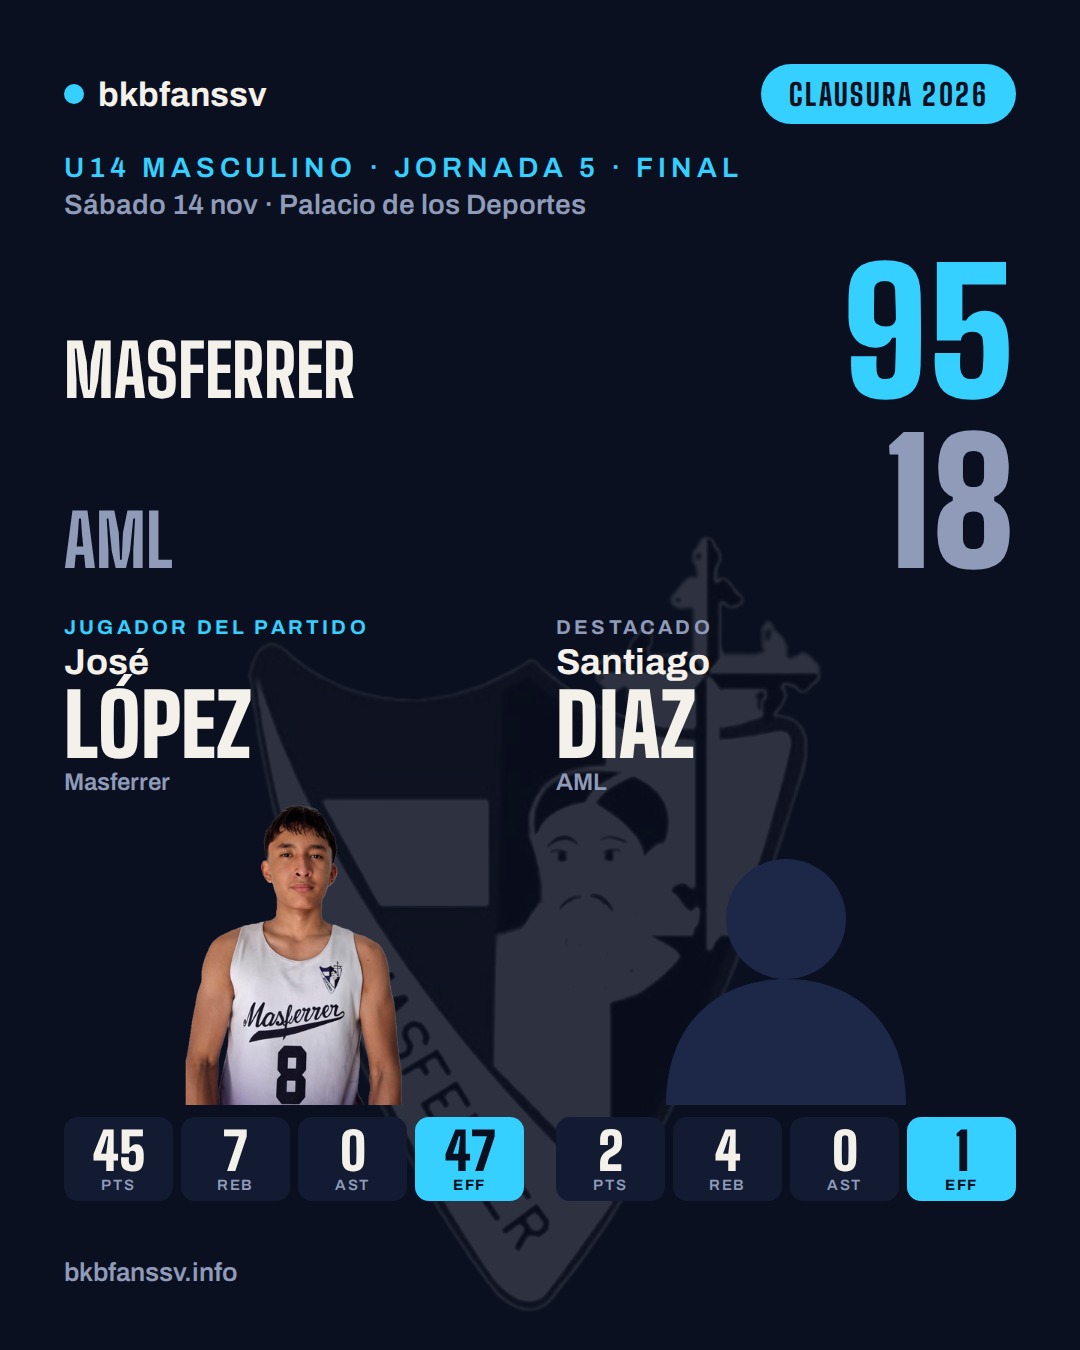 bkbfanssv
CLAUSURA 2026
U14 MASCULINO · JORNADA 5 · FINAL
Sábado 14 nov · Palacio de los Deportes
MASFERRER
95
AML
18
JUGADOR DEL PARTIDO
José
LÓPEZ
Masferrer
DESTACADO
Santiago
DIAZ
AML
Masferrer
8
MASFERRER
45
PTS
7
REB
0
AST
47
EFF
2
PTS
4
REB
0
AST
1
EFF
bkbfanssv.info